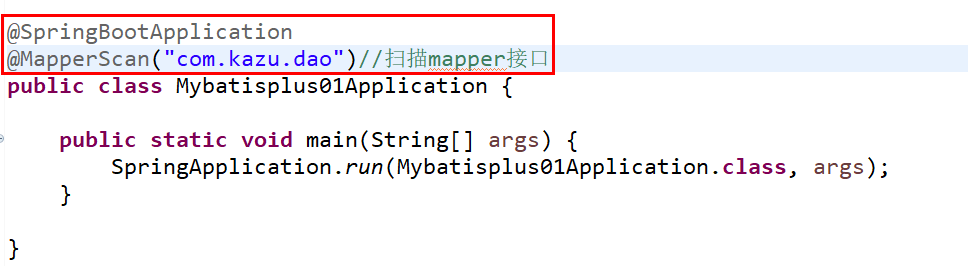 @SpringBootApplication
@MapperScan("com.kazu.dao")//扫描mapper接口
public class Mybatisplus01Application {
public static void main(String[] args) {
SpringApplication.run(Mybatisplus01Application.class, args);
}
}